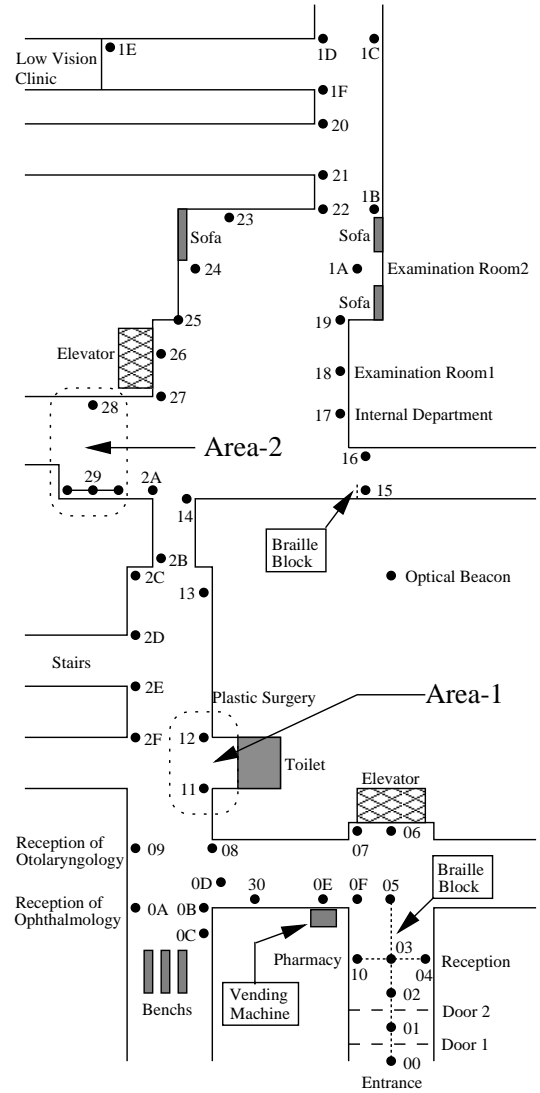 1E
1D
1C
Low Vision
Clinic
1F
20
21
22
1B
23
Sofa
Sofa
24
1A
Examination Room2
Sofa
25
19
Elevator
26
18
Examination Room1
27
28
17
Internal Department
Area-2
16
29
2A
15
14
Braille
Block
2B
2C
13
Optical Beacon
2D
Stairs
2E
Plastic Surgery
Area-1
2F
12
Toilet
11
Elevator
06
07
Reception of
Otolaryngology
09
08
Braille
Block
0D
30
0E
0F
05
Reception of
Ophthalmology
0A
0B
0C
03
Pharmacy
10
04
Reception
Benchs
Vending
Machine
02
Door 2
01
Door 1
00
Entrance